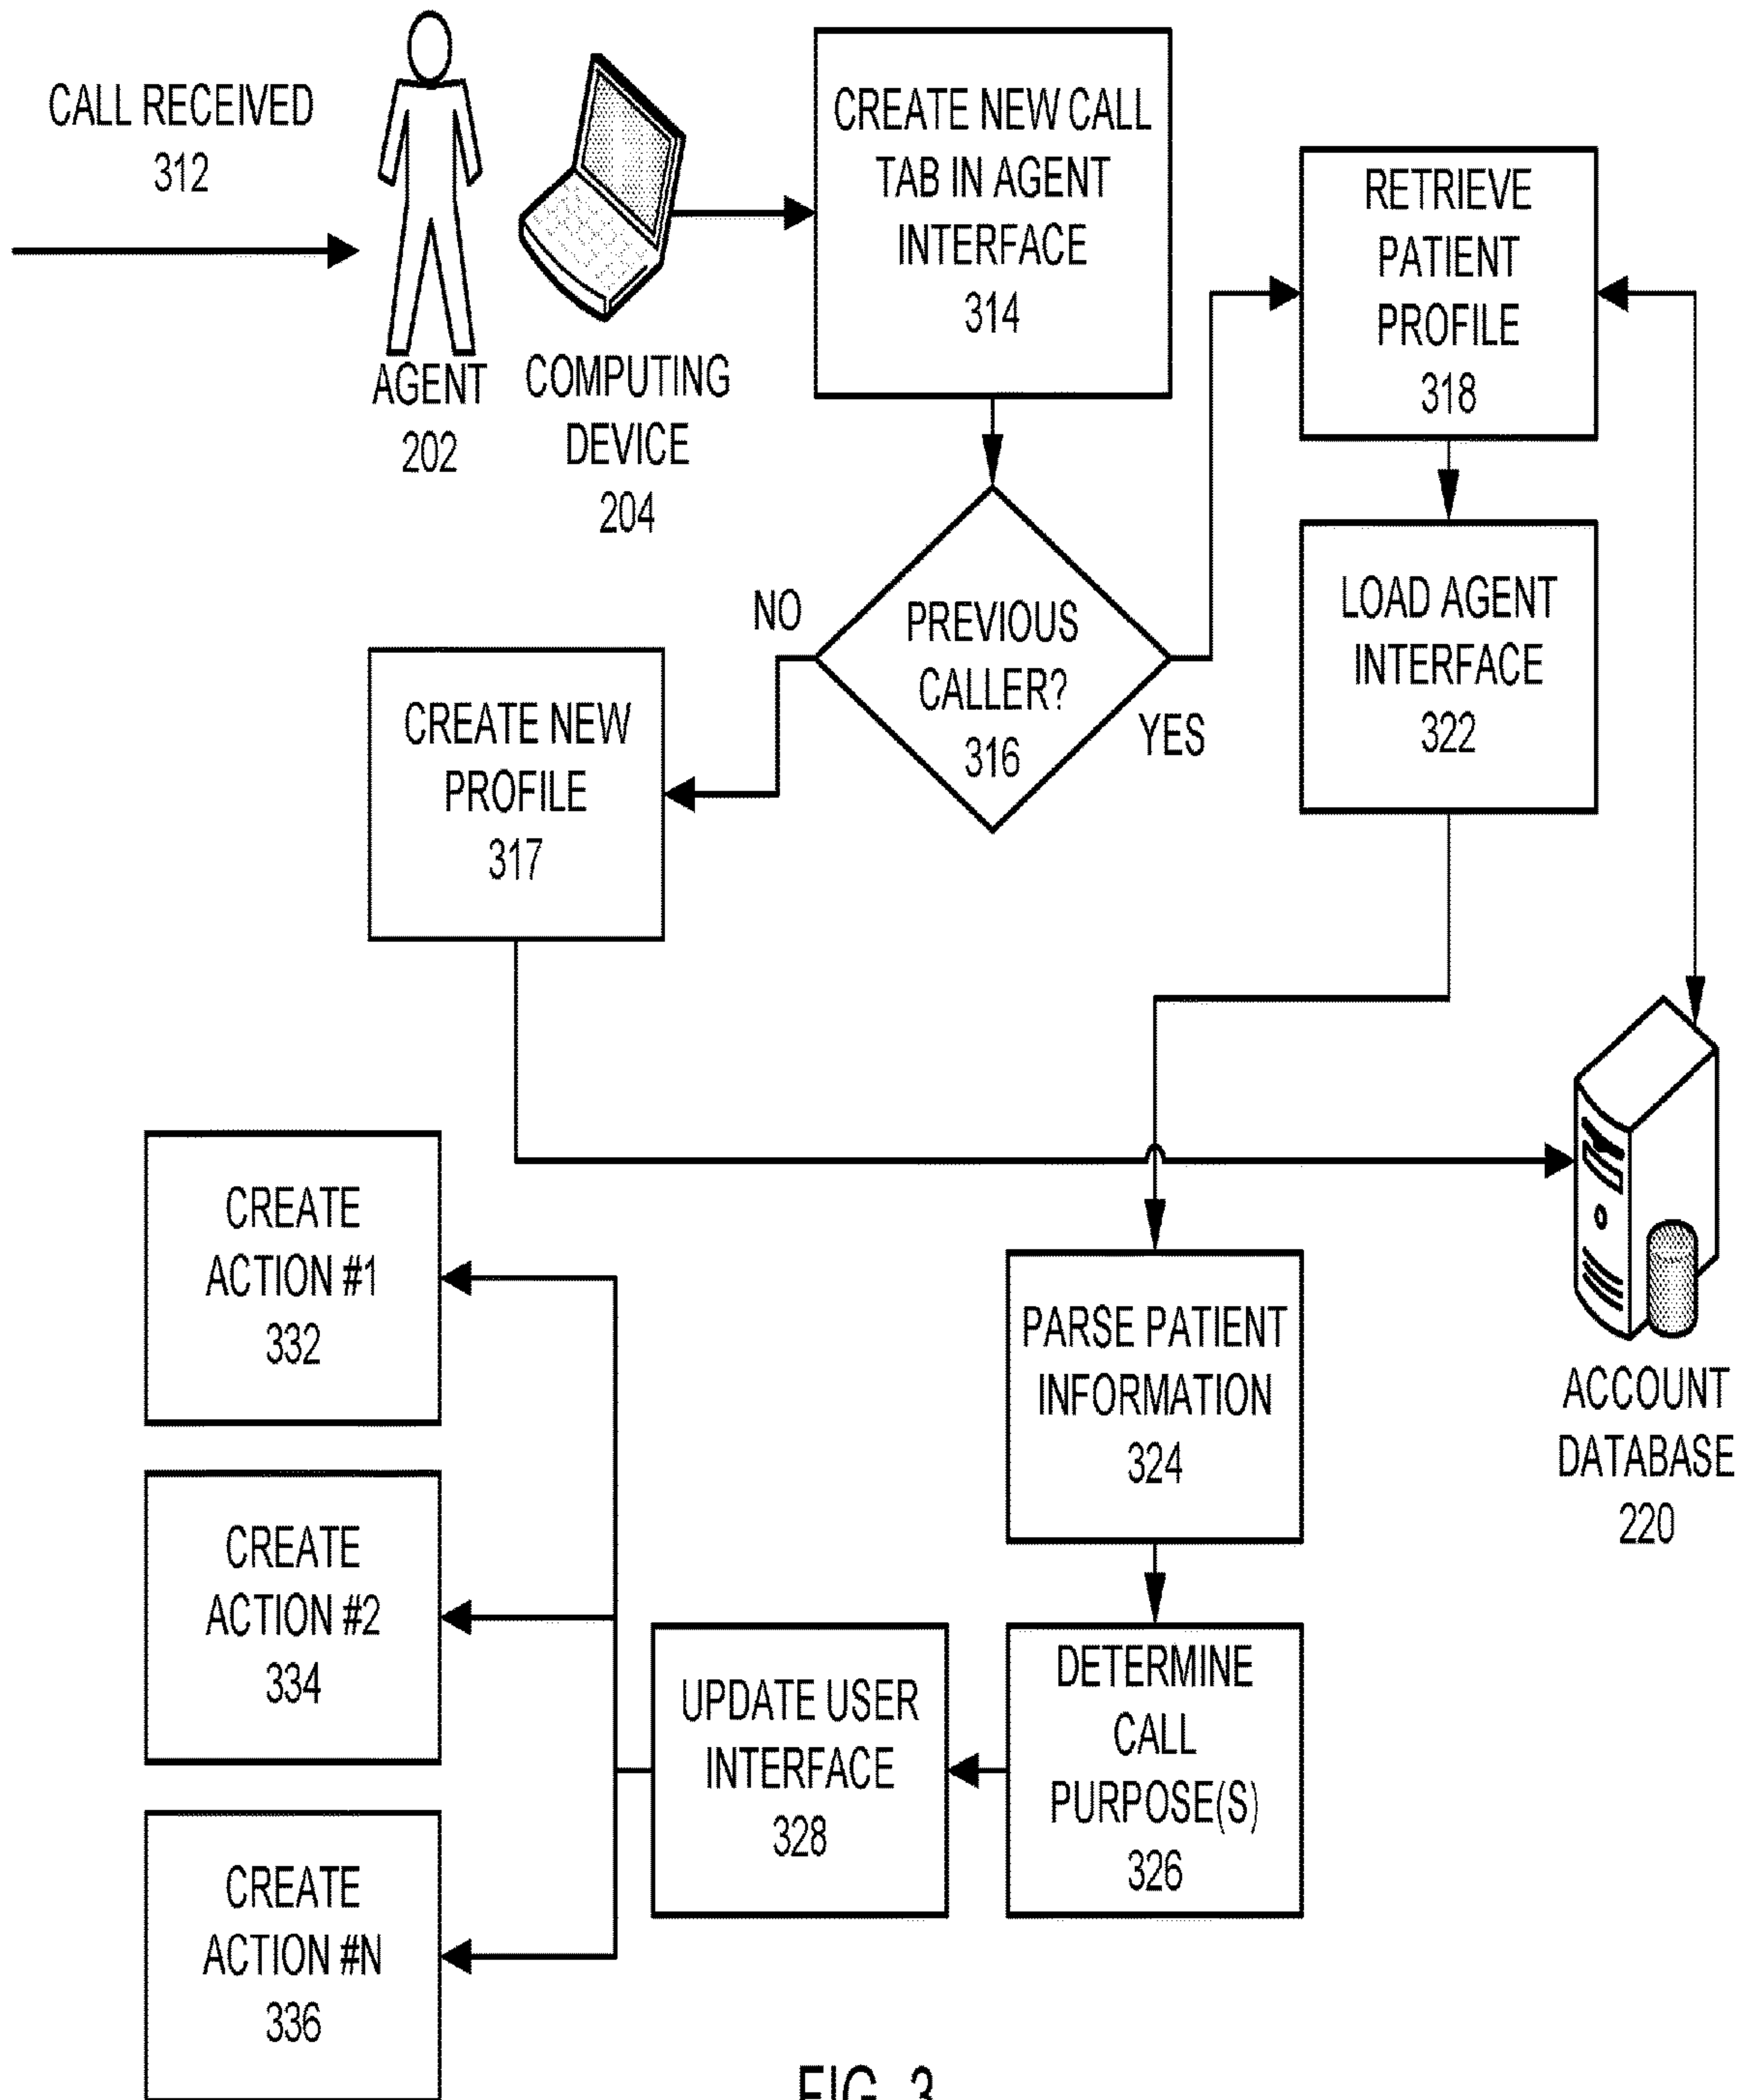 CALL RECEIVED
312
AGENT
202
COMPUTING
DEVICE
204
CREATE NEW CALL
TAB IN AGENT
INTERFACE
314
RETRIEVE
PATIENT
PROFILE
318
PREVIOUS
CALLER?
316
NO
YES
LOAD AGENT
INTERFACE
322
CREATE NEW
PROFILE
317
ACCOUNT
DATABASE
220
PARSE PATIENT
INFORMATION
324
DETERMINE
CALL
PURPOSE(S)
326
UPDATE USER
INTERFACE
328
CREATE
ACTION #1
332
CREATE
ACTION #2
334
CREATE
ACTION #N
336
FIG. 3